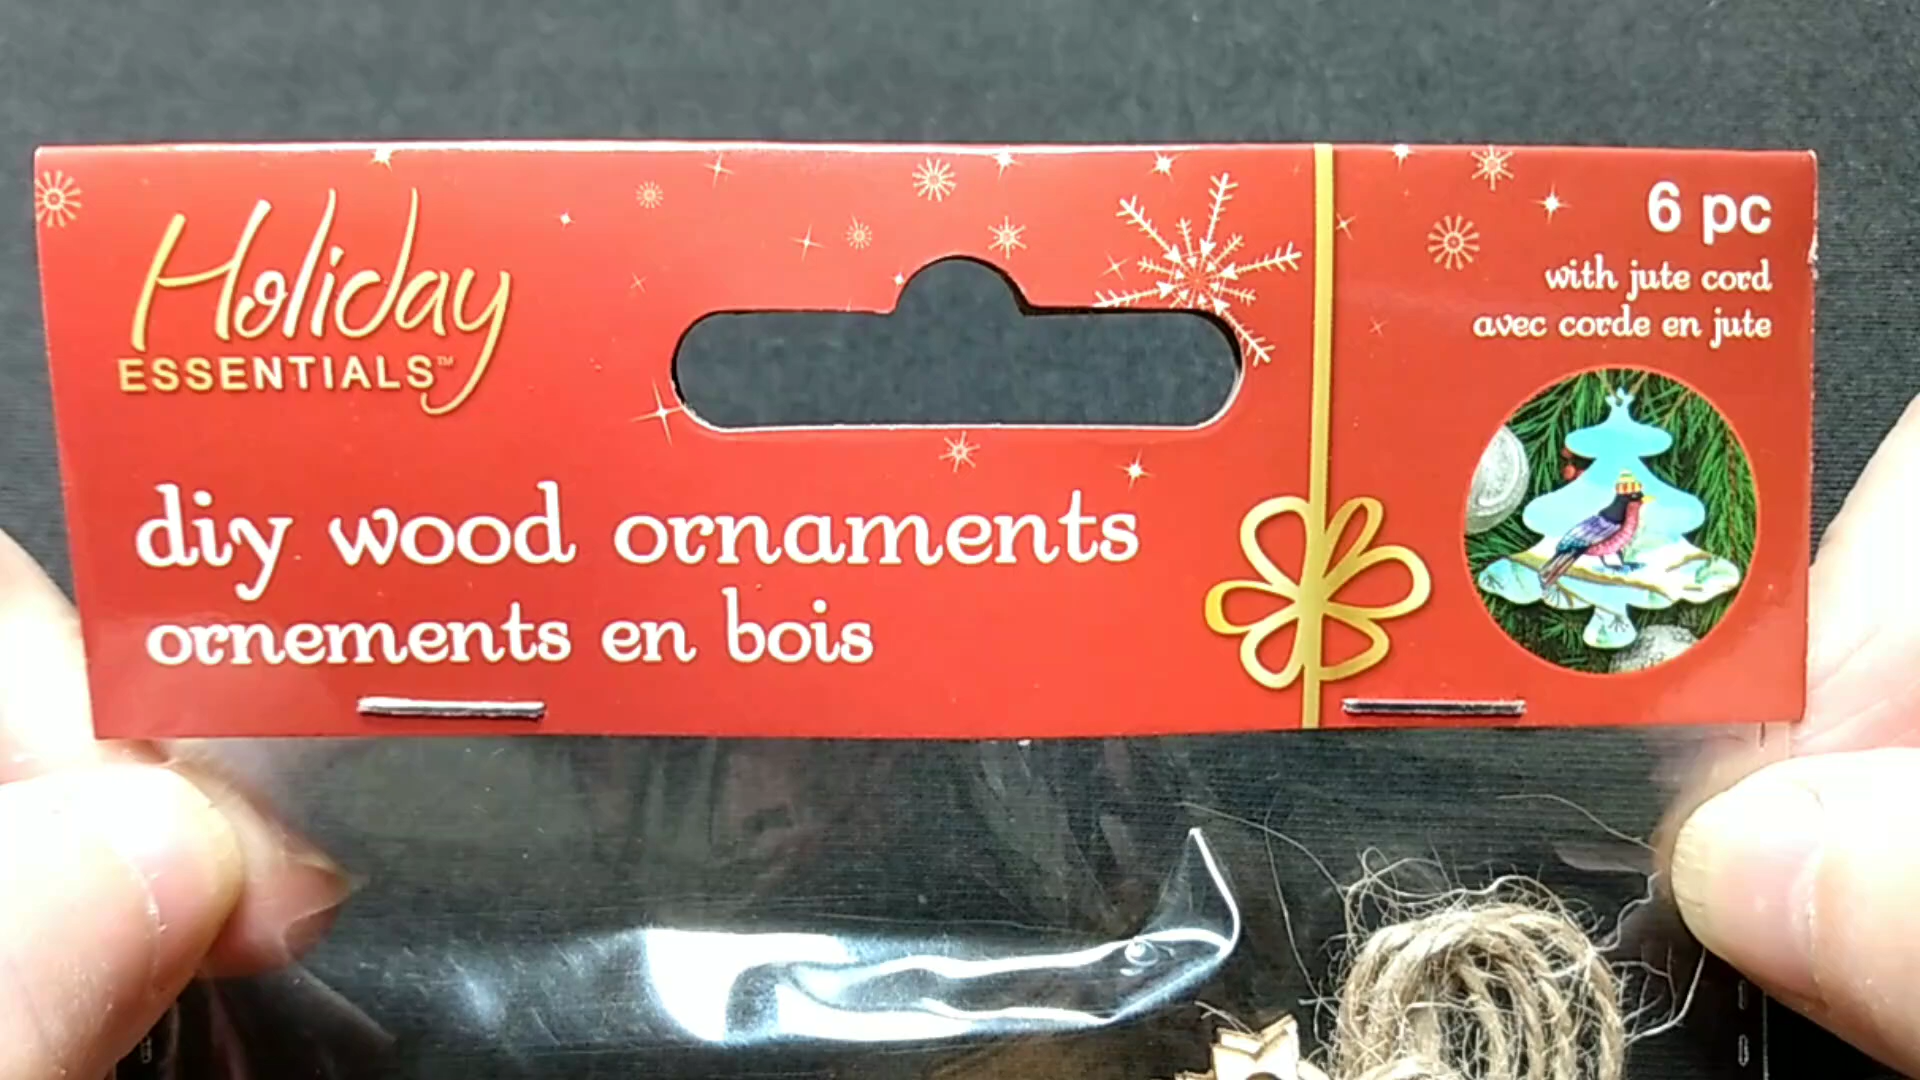 Holiday
ESSENTIALS™
diy wood ornaments
ornements en bois
6 pc
with jute cord
avec corde en jute